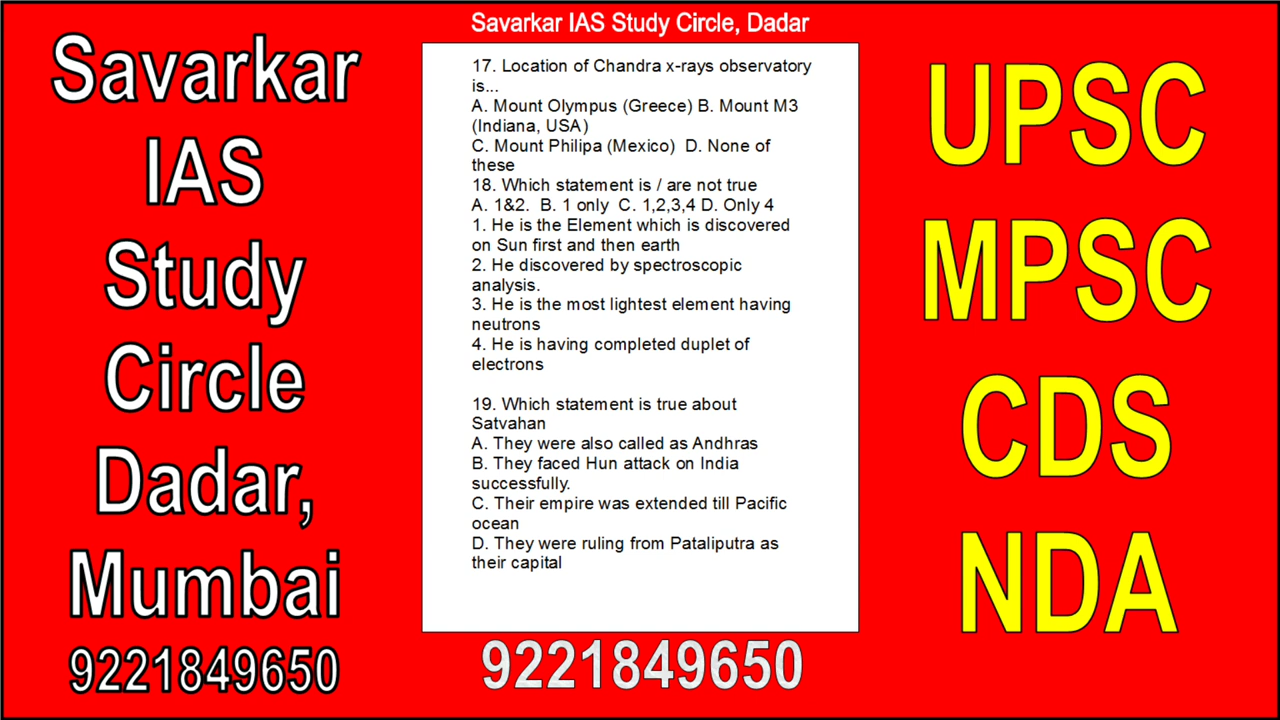 Savarkar IAS Study Circle, Dadar
Savarkar
IAS
Study
Circle
Dadar,
Mumbai
9221849650
17. Location of Chandra x-rays observatory
is...
A. Mount Olympus (Greece) B. Mount M3
(Indiana, USA)
C. Mount Philipa (Mexico)  D. None of
these
18. Which statement is / are not true
A. 1&2.  B. 1 only  C. 1,2,3,4 D. Only 4
1. He is the Element which is discovered
on Sun first and then earth
2. He discovered by spectroscopic
analysis.
3. He is the most lightest element having
neutrons
4. He is having completed duplet of
electrons
19. Which statement is true about
Satvahan
A. They were also called as Andhras
B. They faced Hun attack on India
successfully.
C. Their empire was extended till Pacific
ocean
D. They were ruling from Pataliputra as
their capital
9221849650
UPSC
MPSC
CDS
NDA